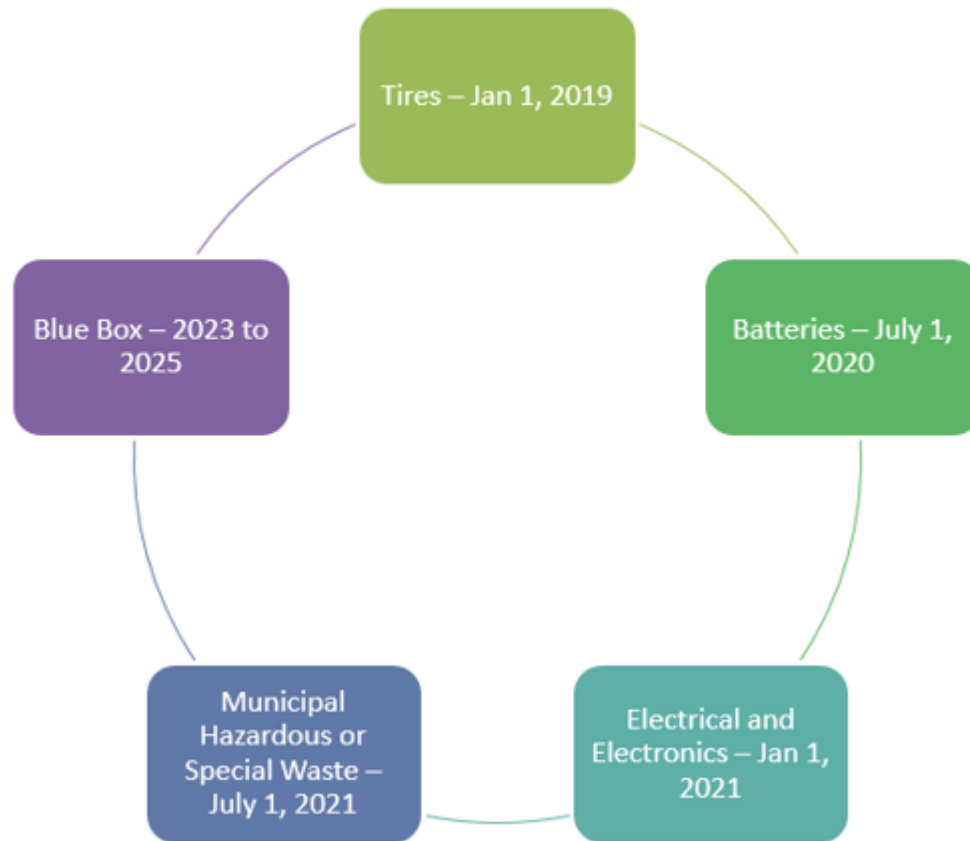 Tires – Jan 1, 2019
Batteries – July 1,
2020
Electrical and
Electronics – Jan 1,
2021
Municipal
Hazardous or
Special Waste –
July 1, 2021
Blue Box – 2023 to
2025